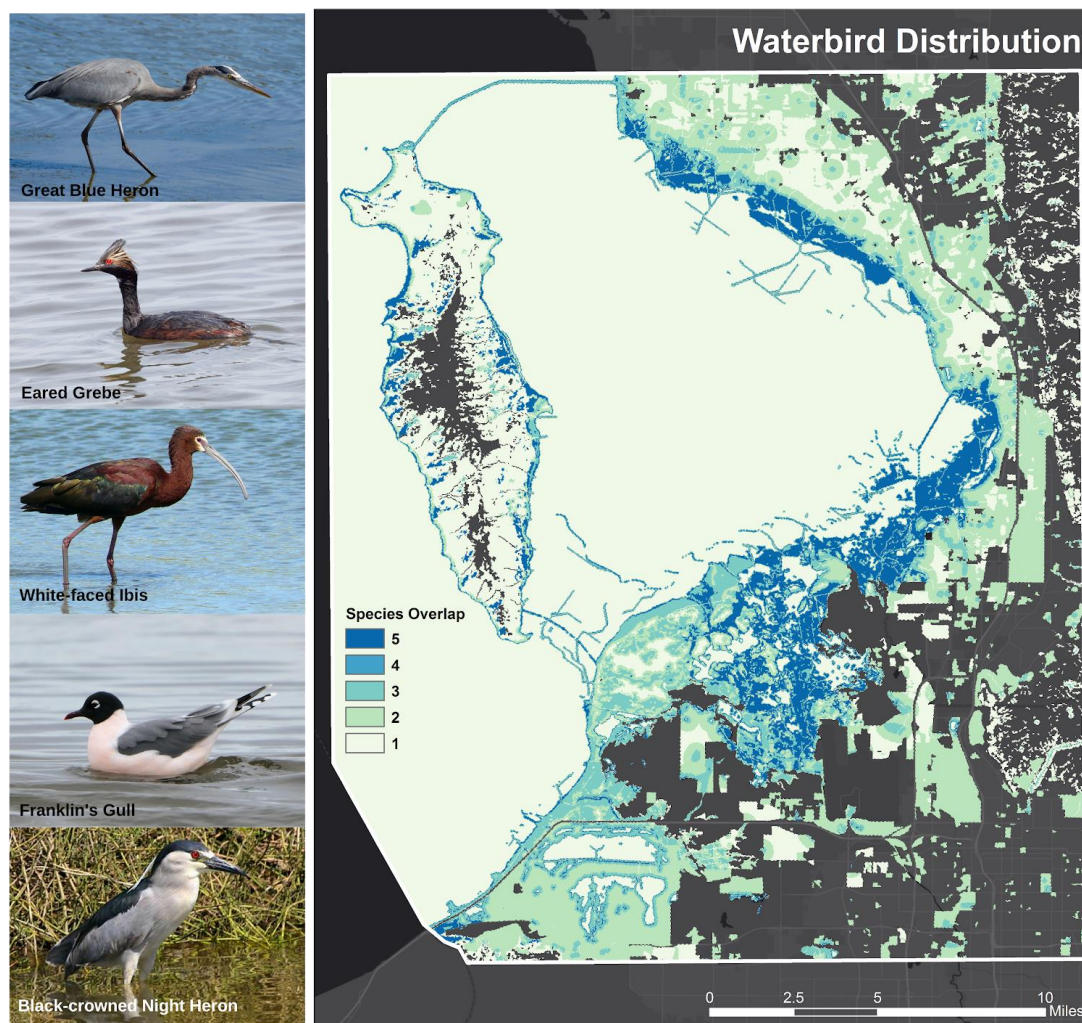 Waterbird Distribution
Great Blue Heron
Eared Grebe
White-faced Ibis
Franklin's Gull
Black-crowned Night Heron
Species Overlap
5
4
3
2
1
0 2.5 5 10
Miles